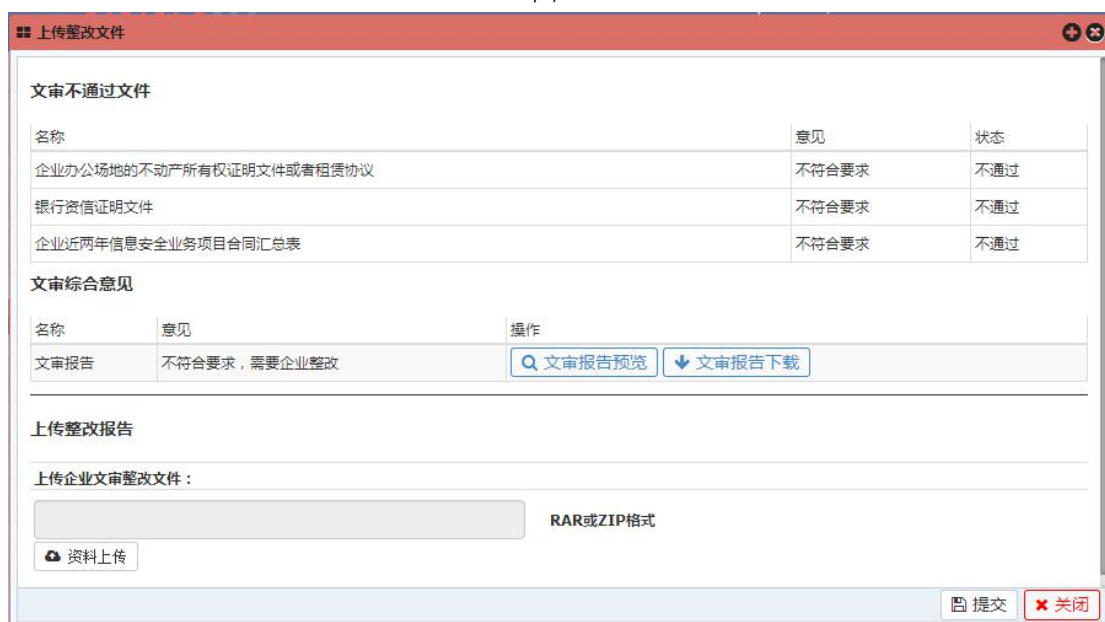 上传整改文件
文审不通过文件
名称 意见 状态
企业办公场地的不动产所有权证明文件或者租赁协议 不符合要求 不通过
银行资信证明文件 不符合要求 不通过
企业近两年信息安全业务项目合同汇总表 不符合要求 不通过
文审综合意见
名称 意见 操作
文审报告 不符合要求，需要企业整改 文审报告预览 文审报告下载
上传整改报告
上传企业文审整改文件：
RAR或ZIP格式
资料上传
提交 关闭